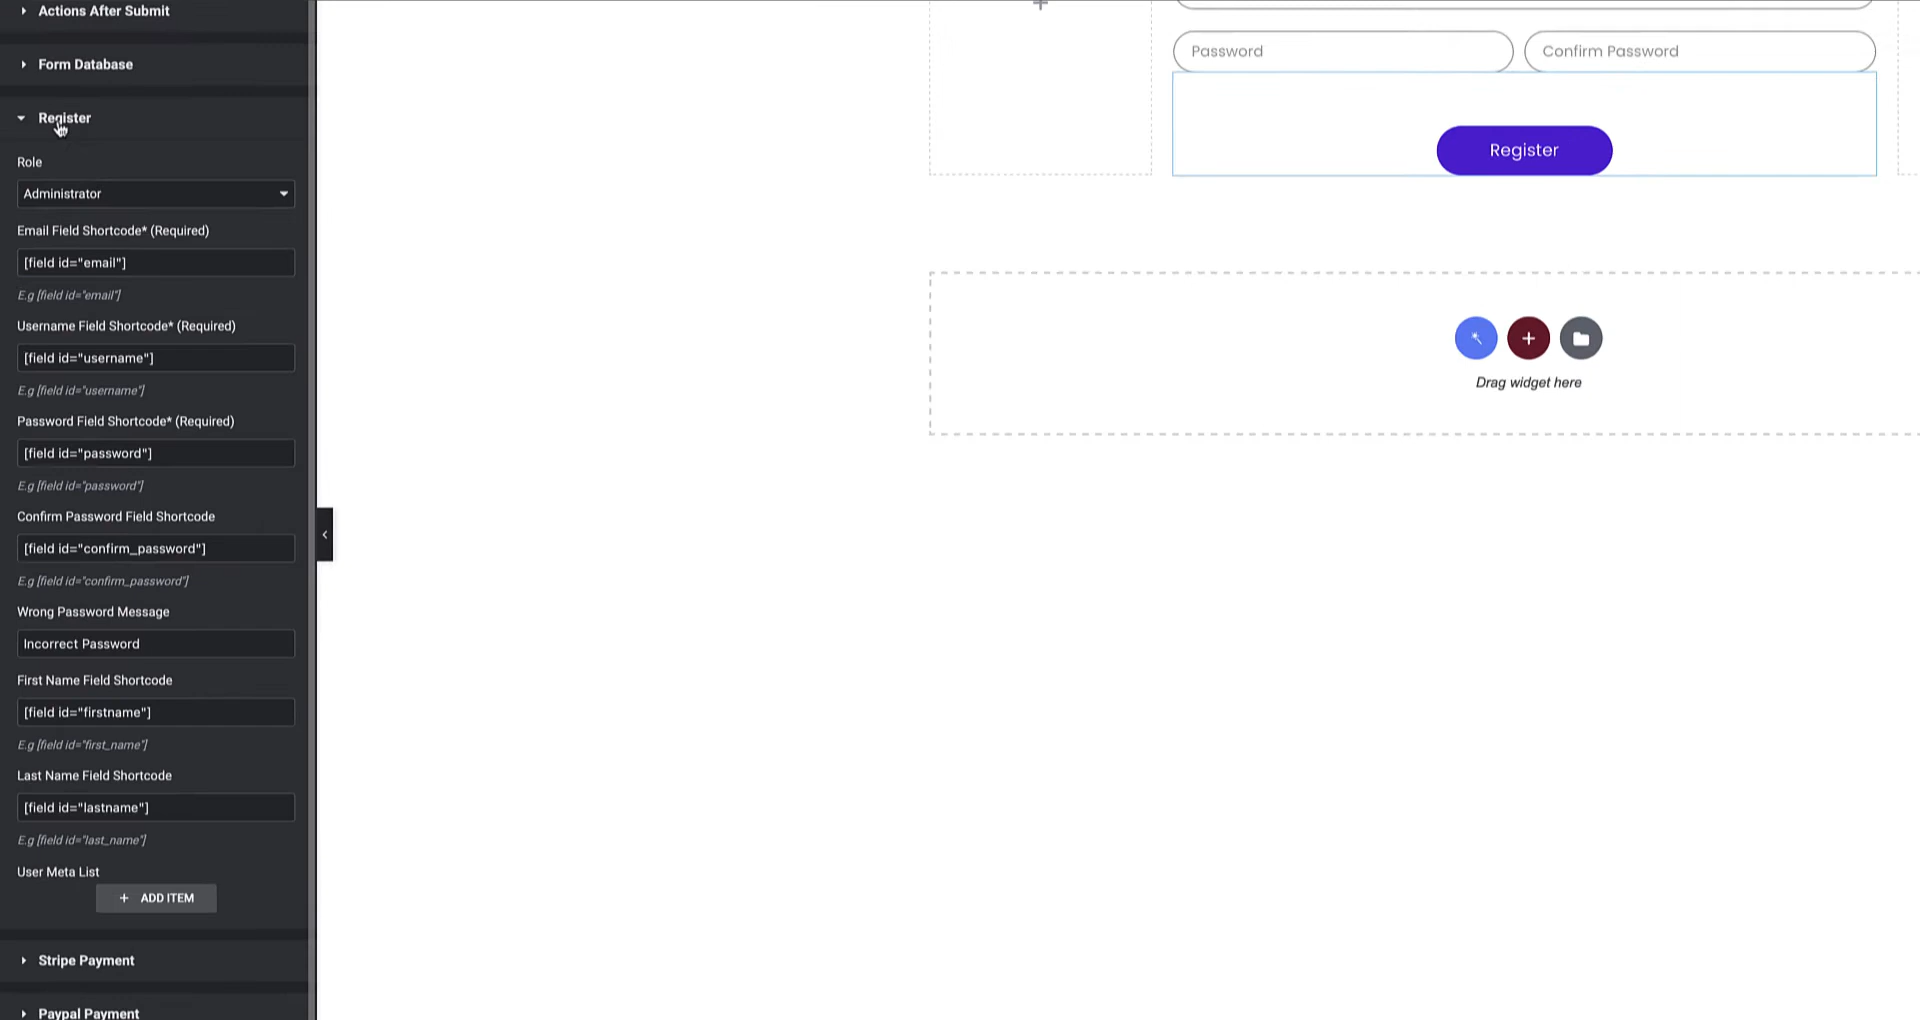 Actions After Submit
Form Database
Register
Role
Administrator
Email Field Shortcode* (Required)
[field id="email"]
E.g [field id="email"]
Username Field Shortcode* (Required)
[field id="username"]
E.g [field id="username"]
Password Field Shortcode* (Required)
[field id="password"]
E.g [field id="password"]
Confirm Password Field Shortcode
[field id="confirm_password"]
E.g [field id="confirm_password"]
Wrong Password Message
Incorrect Password
First Name Field Shortcode
[field id="firstname"]
E.g [field id="first_name"]
Last Name Field Shortcode
[field id="lastname"]
E.g [field id="last_name"]
User Meta List
+ ADD ITEM
Stripe Payment
Paypal Payment
Password
Confirm Password
Register
Drag widget here